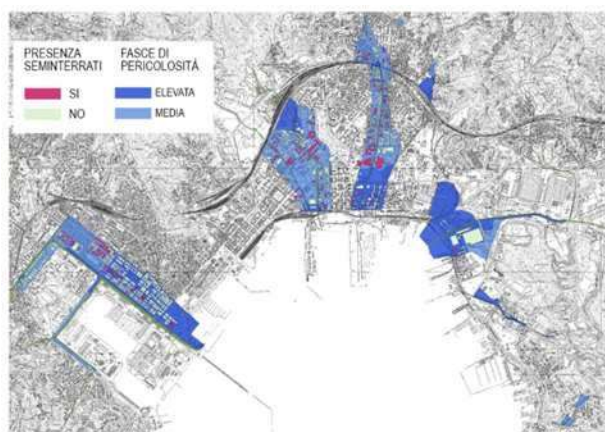 PRESENZA
SEMINTERRATI
SI
NO
FASCE DI
PERICOLOSITÀ
ELEVATA
MEDIA